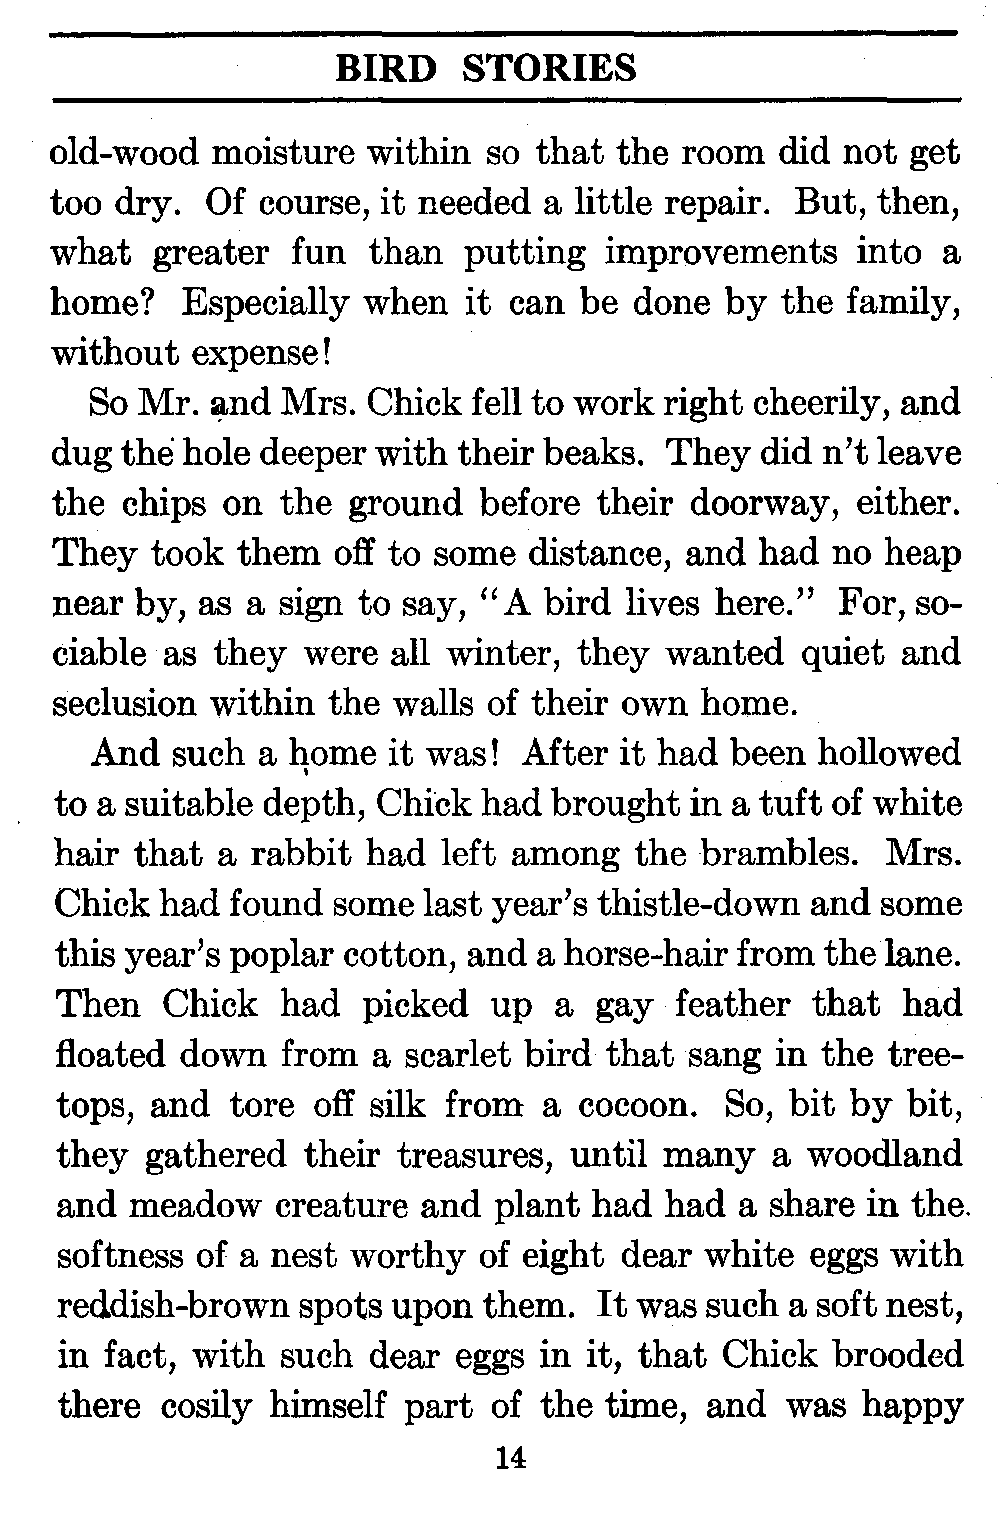 BIRD STORIES
old-wood moisture within so that the room did not get
too dry. Of course, it needed a little repair. But, then,
what greater fun than putting improvements into a
home? Especially when it can be done by the family,
without expense!
So Mr. and Mrs. Chick fell to work right cheerily, and
dug the hole deeper with their beaks. They did n't leave
the chips on the ground before their doorway, either.
They took them off to some distance, and had no heap
near by, as a sign to say, “A bird lives here.” For, so-
ciable as they were all winter, they wanted quiet and
seclusion within the walls of their own home.
And such a home it was! After it had been hollowed
to a suitable depth, Chick had brought in a tuft of white
hair that a rabbit had left among the brambles. Mrs.
Chick had found some last year's thistle-down and some
this year's poplar cotton, and a horse-hair from the lane.
Then Chick had picked up a gay feather that had
floated down from a scarlet bird that sang in the tree-
tops, and tore off silk from a cocoon. So, bit by bit,
they gathered their treasures, until many a woodland
and meadow creature and plant had had a share in the
softness of a nest worthy of eight dear white eggs with
reddish-brown spots upon them. It was such a soft nest,
in fact, with such dear eggs in it, that Chick brooded
there cosily himself part of the time, and was happy
14